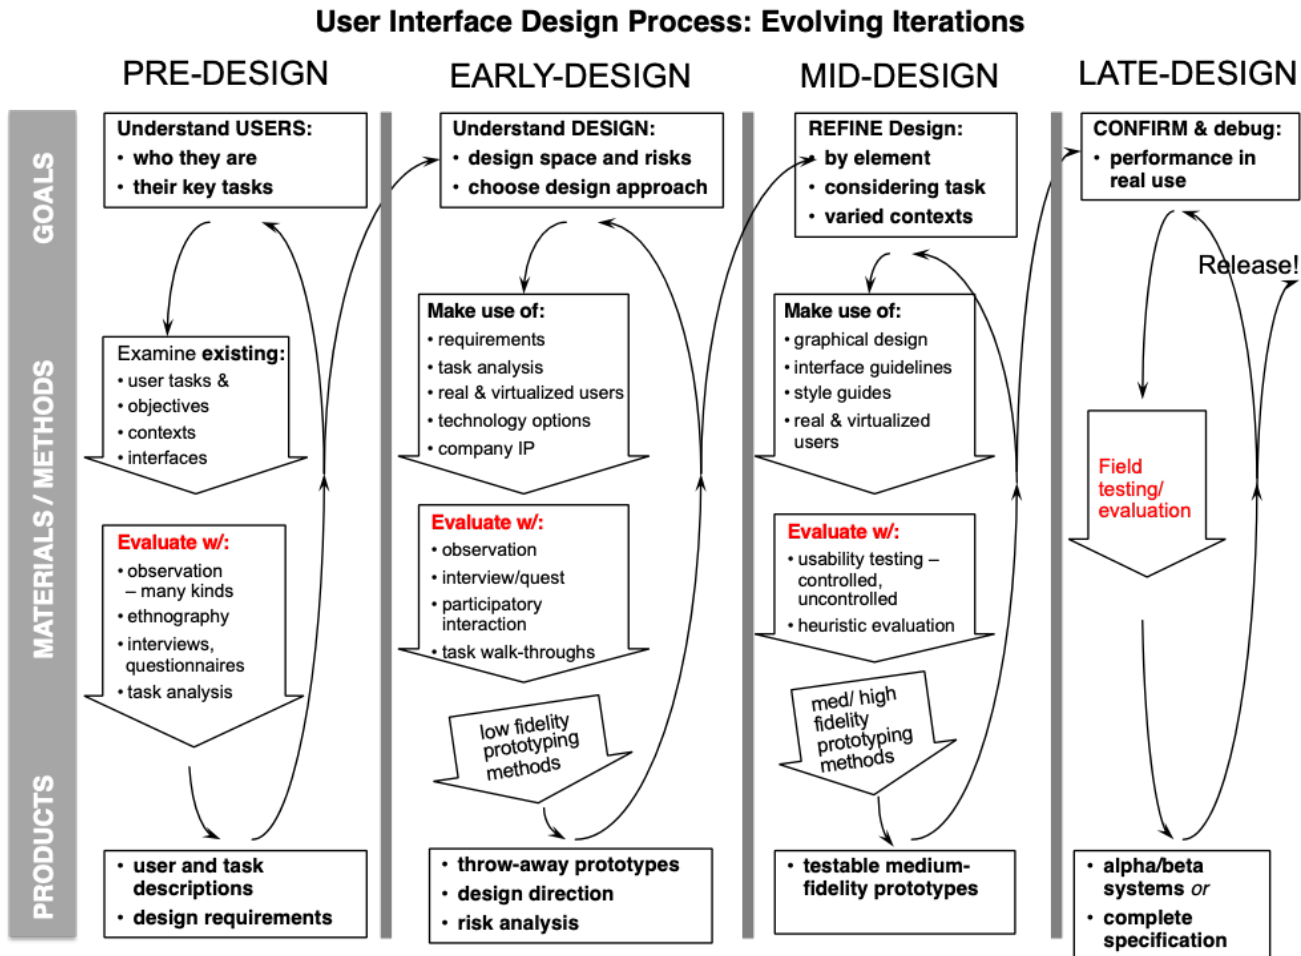 User Interface Design Process: Evolving Iterations
PRE-DESIGN
EARLY-DESIGN
MID-DESIGN
LATE-DESIGN
GOALS
MATERIALS / METHODS
PRODUCTS
Understand USERS:
• who they are
• their key tasks
Examine existing:
• user tasks &
• objectives
• contexts
• interfaces
Evaluate w/:
• observation
– many kinds
• ethnography
• interviews,
questionnaires
• task analysis
• user and task
descriptions
• design requirements
Understand DESIGN:
• design space and risks
• choose design approach
Make use of:
• requirements
• task analysis
• real & virtualized users
• technology options
• company IP
Evaluate w/:
• observation
• interview/quest
• participatory
interaction
• task walk-throughs
low fidelity
prototyping
methods
• throw-away prototypes
• design direction
• risk analysis
REFINE Design:
• by element
• considering task
• varied contexts
Make use of:
• graphical design
• interface guidelines
• style guides
• real & virtualized
users
Evaluate w/:
• usability testing –
controlled,
uncontrolled
• heuristic evaluation
med/ high
fidelity
prototyping
methods
• testable medium-
fidelity prototypes
CONFIRM & debug:
• performance in
real use
Release!
Field
testing/
evaluation
• alpha/beta
systems or
• complete
specification